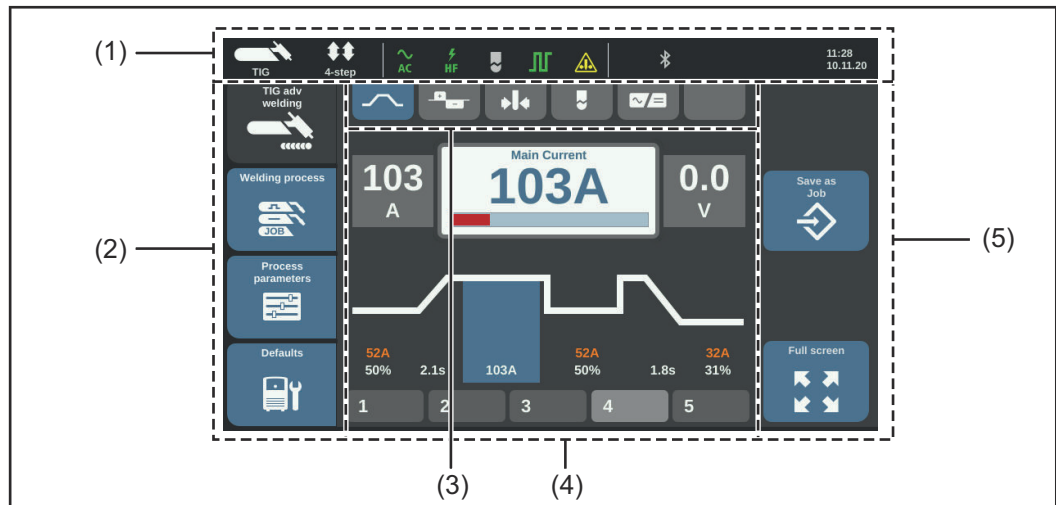 (1)
TIG
4-step
AC
HF
11:28
10.11.20
(2)
TIG adv
welding
Welding process
JOB
Process
parameters
Defaults
103
A
Main Current
103A
0.0
V
52A
50%
2.1s
103A
52A
50%
1.8s
32A
31%
1
2
3
4
5
Save as
Job
Full screen
(5)
(3)
(4)